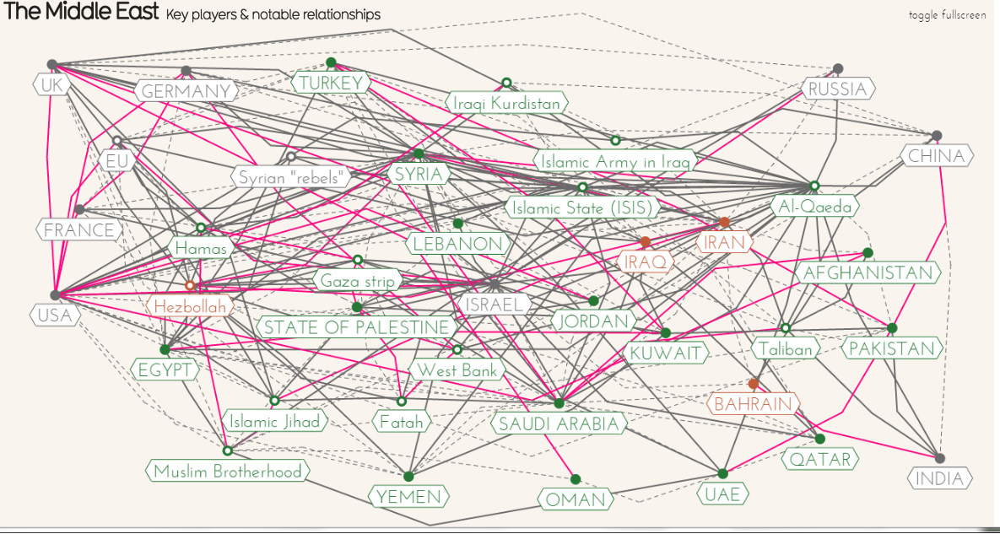 The Middle East Key players & notable relationships
toggle fullscreen
UK
GERMANY
TURKEY
Iraqi Kurdistan
RUSSIA
EU
Syrian "rebels"
SYRIA
Islamic Army in Iraq
CHINA
FRANCE
Hamas
LEBANON
Islamic State (ISIS)
Al-Qaeda
IRAQ
IRAN
USA
Hezbollah
Gaza strip
ISRAEL
AFGHANISTAN
STATE OF PALESTINE
JORDAN
EGYPT
West Bank
KUWAIT
Taliban
PAKISTAN
Islamic Jihad
Fatah
SAUDI ARABIA
BAHRAIN
Muslim Brotherhood
YEMEN
OMAN
UAE
QATAR
INDIA